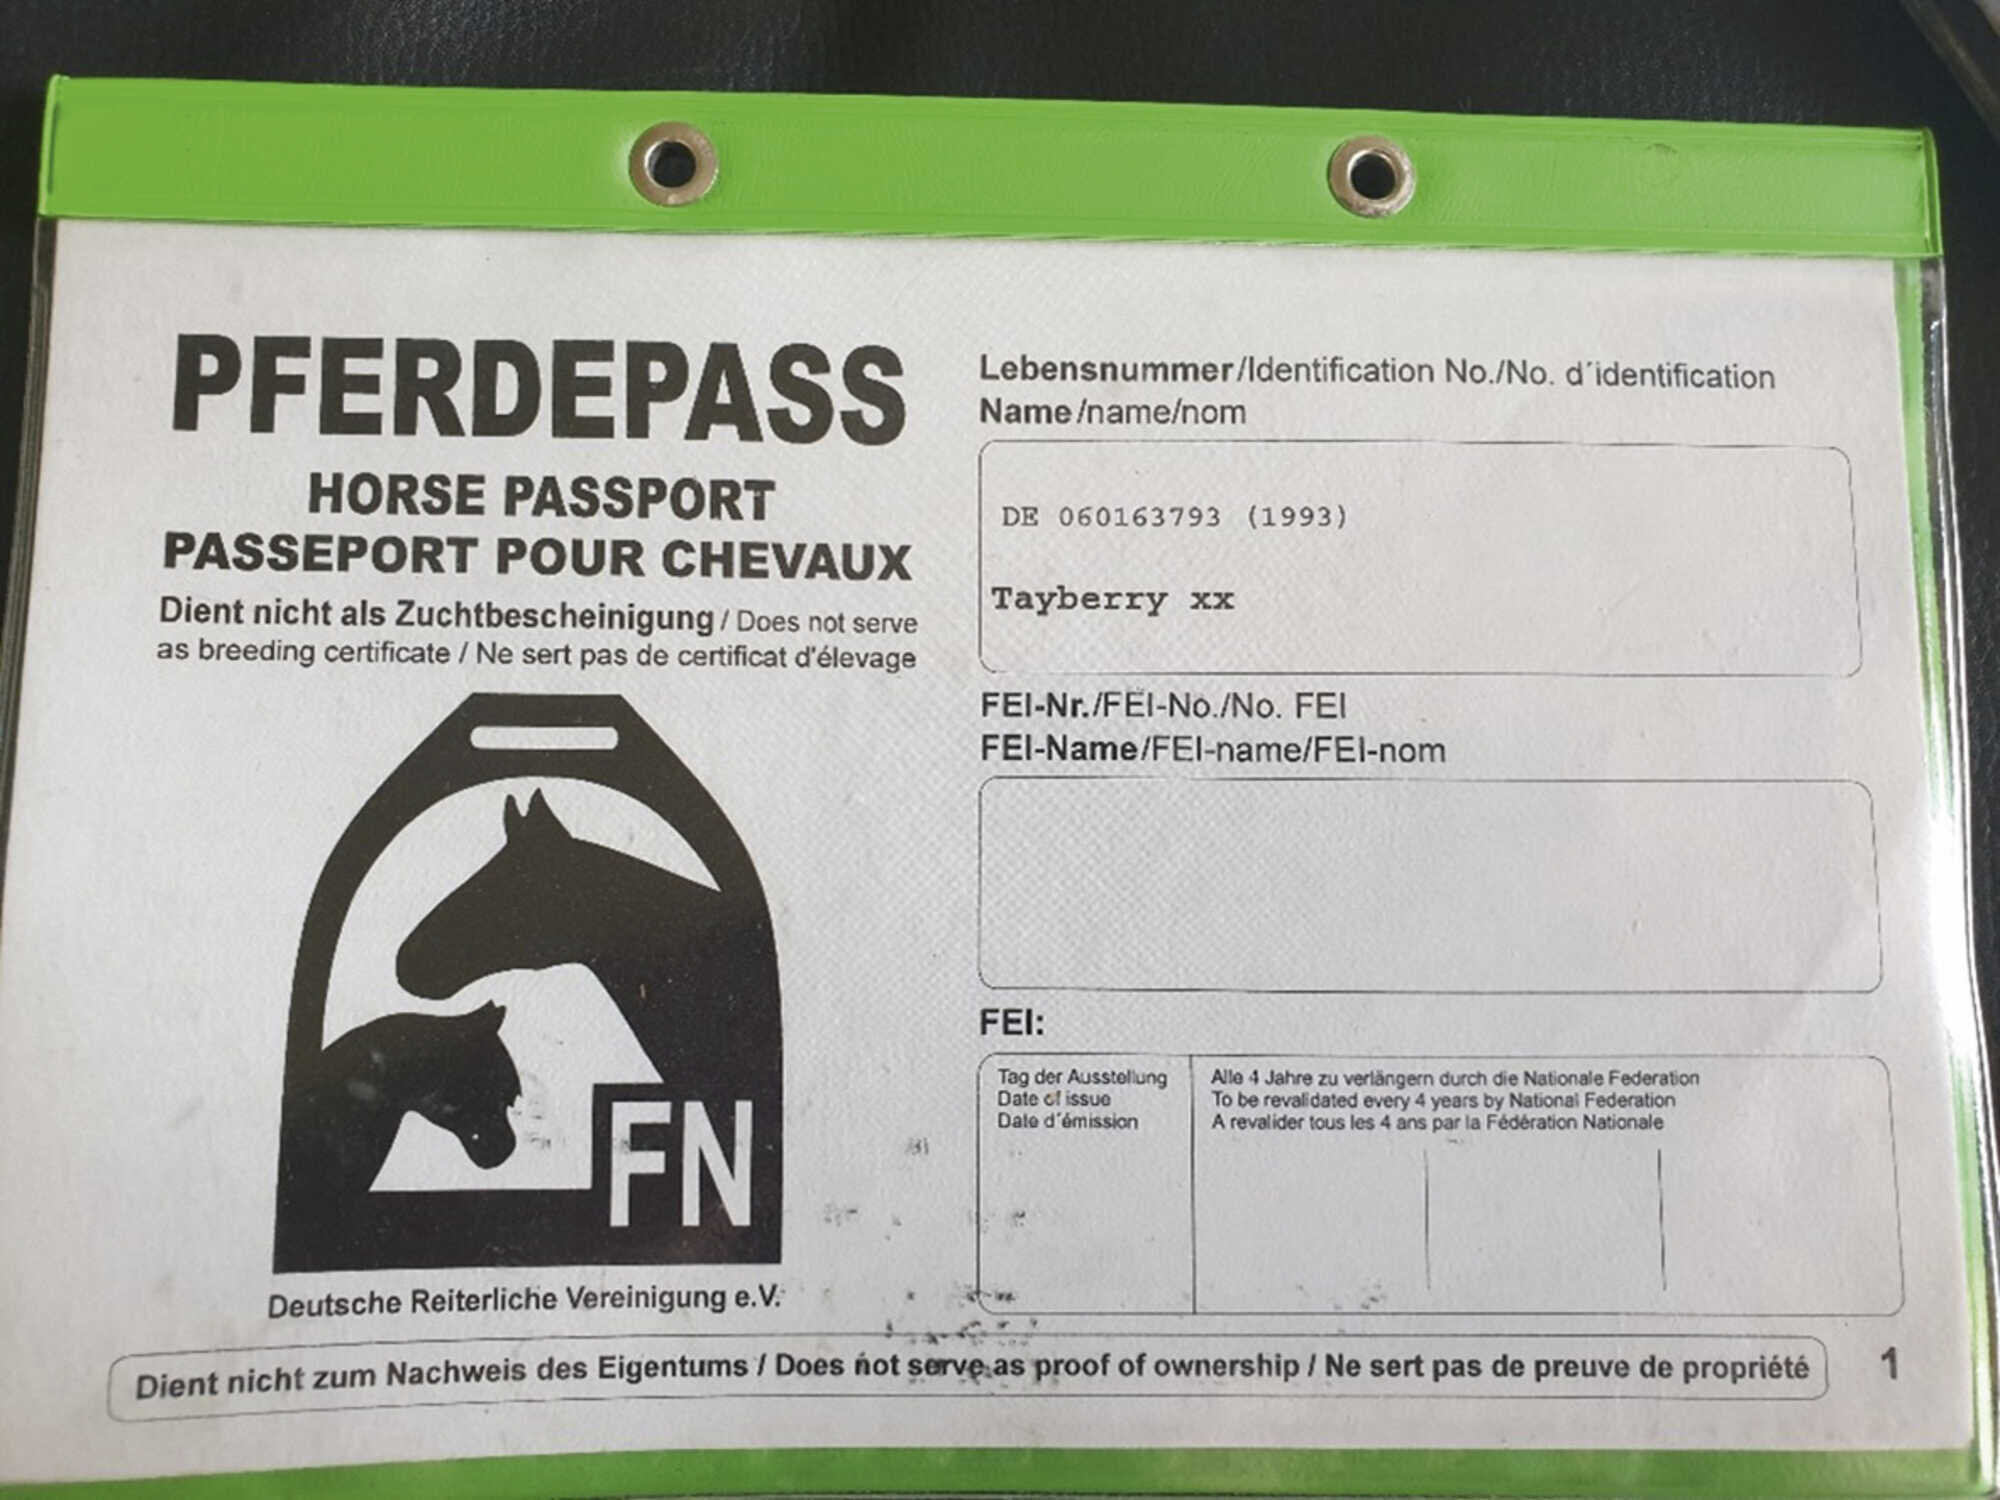 PFERDEPASS
HORSE PASSPORT
PASSEPORT POUR CHEVAUX
Dient nicht als Zuchtbescheinigung / Does not serve
as breeding certificate / Ne sert pas de certificat d'élevage
FN
Deutsche Reiterliche Vereinigung e.V.
Lebensnummer/Identification No./No. d´identification
Name/name/nom
DE 060163793 (1993)
Tayberry xx
FEI-Nr./FEI-No./No. FEI
FEI-Name/FEI-name/FEI-nom
FEI:
Tag der Ausstellung
Date of issue
Date d´émission
Alle 4 Jahre zu verlängern durch die Nationale Federation
To be revalidated every 4 years by National Federation
A revalider tous les 4 ans par la Fédération Nationale
Dient nicht zum Nachweis des Eigentums / Does not serve as proof of ownership / Ne sert pas de preuve de propriété
1